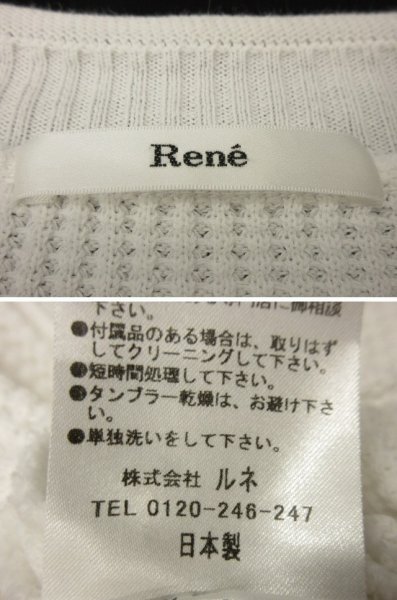 René
に御相談
下さい。
●付属品のある場合は、取りはず
してクリーニングして下さい。
●短時間処理して下さい。
●タンブラー乾燥は、お避け下さ
い。
●単独洗いをして下さい。
株式会社 ルネ
TEL 0120-246-247
日本製